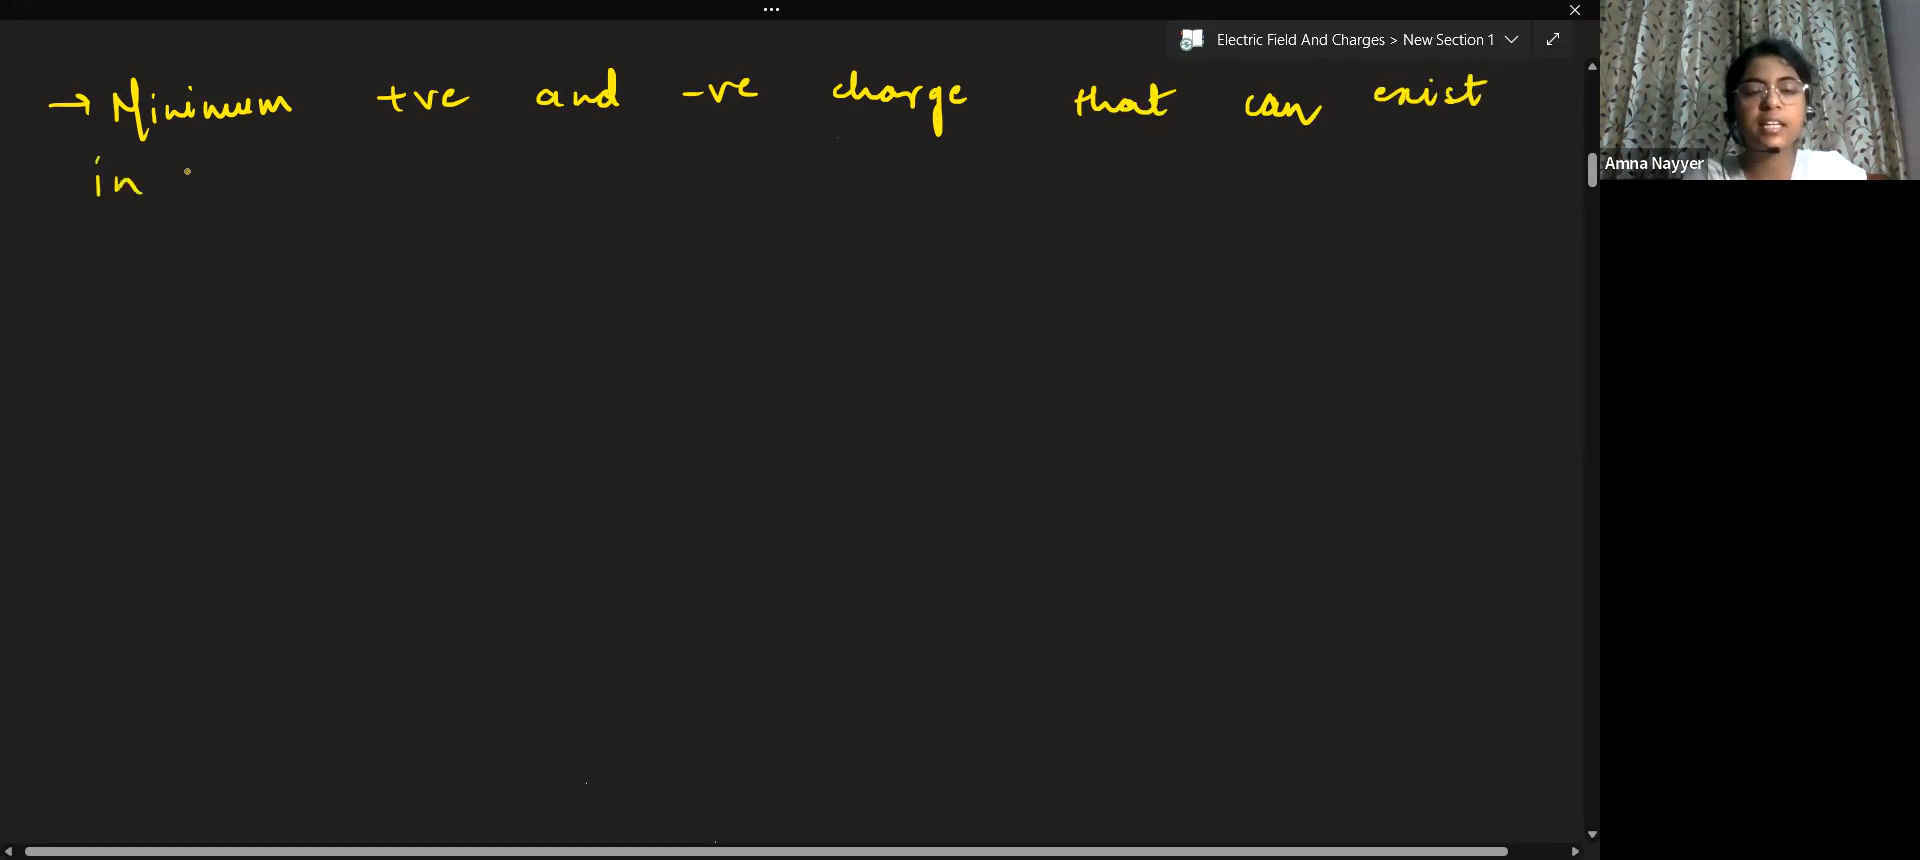 Electric Field And Charges > New Section 1
→ Minimum +ve and -ve charge that can exist
in
Amna Nayyer